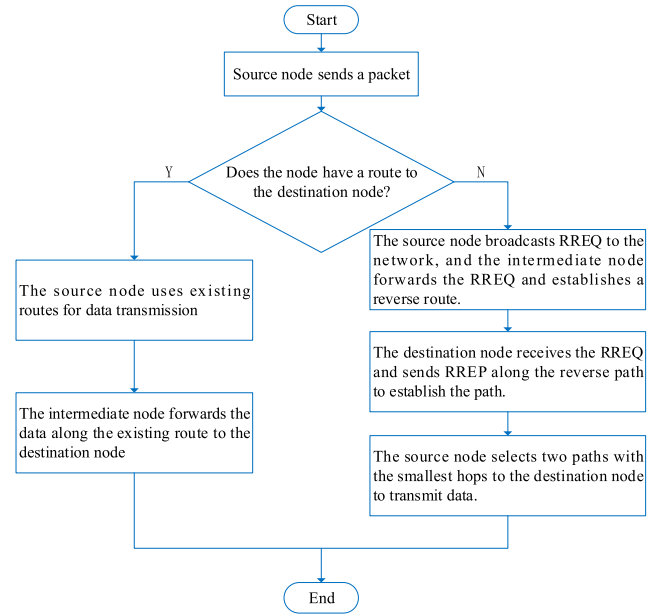 Start
Source node sends a packet
Does the node have a route to
the destination node?
Y
N
The source node uses existing
routes for data transmission
The intermediate node forwards the
data along the existing route to the
destination node
The source node broadcasts RREQ to the
network, and the intermediate node
forwards the RREQ and establishes a
reverse route.
The destination node receives the RREQ
and sends RREP along the reverse path
to establish the path.
The source node selects two paths with
the smallest hops to the destination node
to transmit data.
End